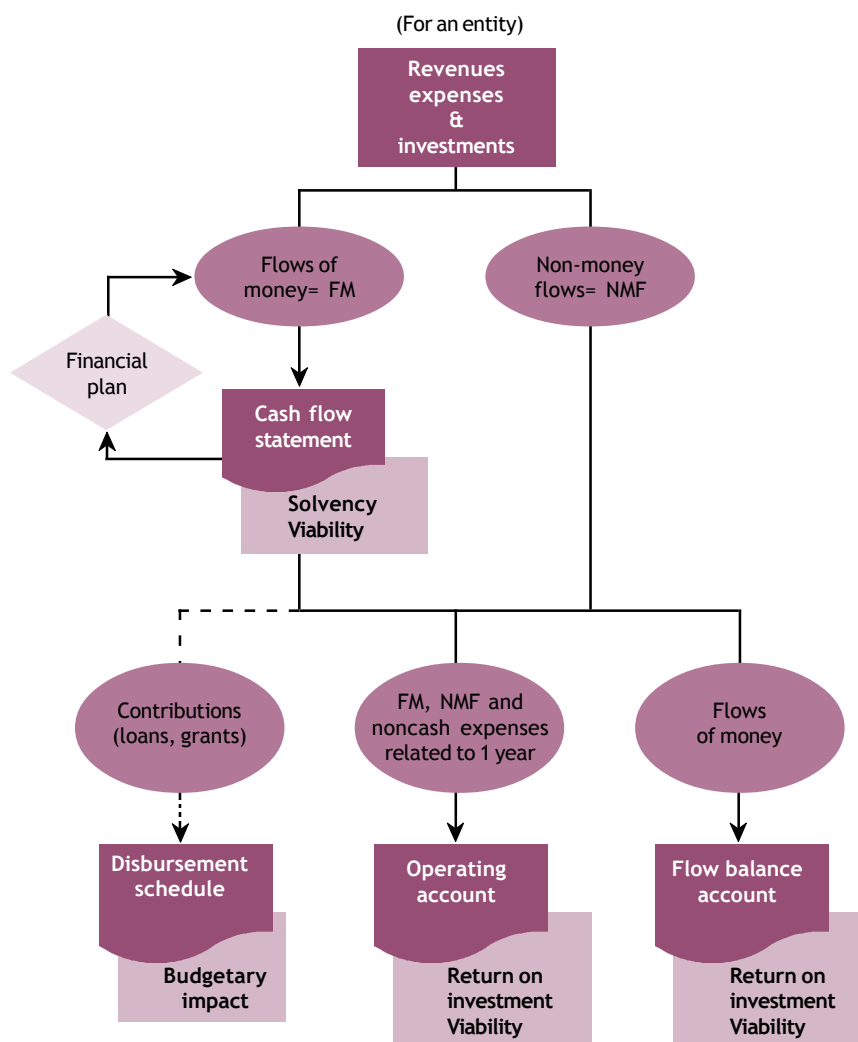 (For an entity)
Revenues
expenses
&
investments
Flows of
money= FM
Non-money
flows= NMF
Financial
plan
Cash flow
statement
Solvency
Viability
Contributions
(loans, grants)
FM, NMF and
noncash expenses
related to 1 year
Flows
of money
Disbursement
schedule
Operating
account
Flow balance
account
Budgetary
impact
Return on
investment
Viability
Return on
investment
Viability